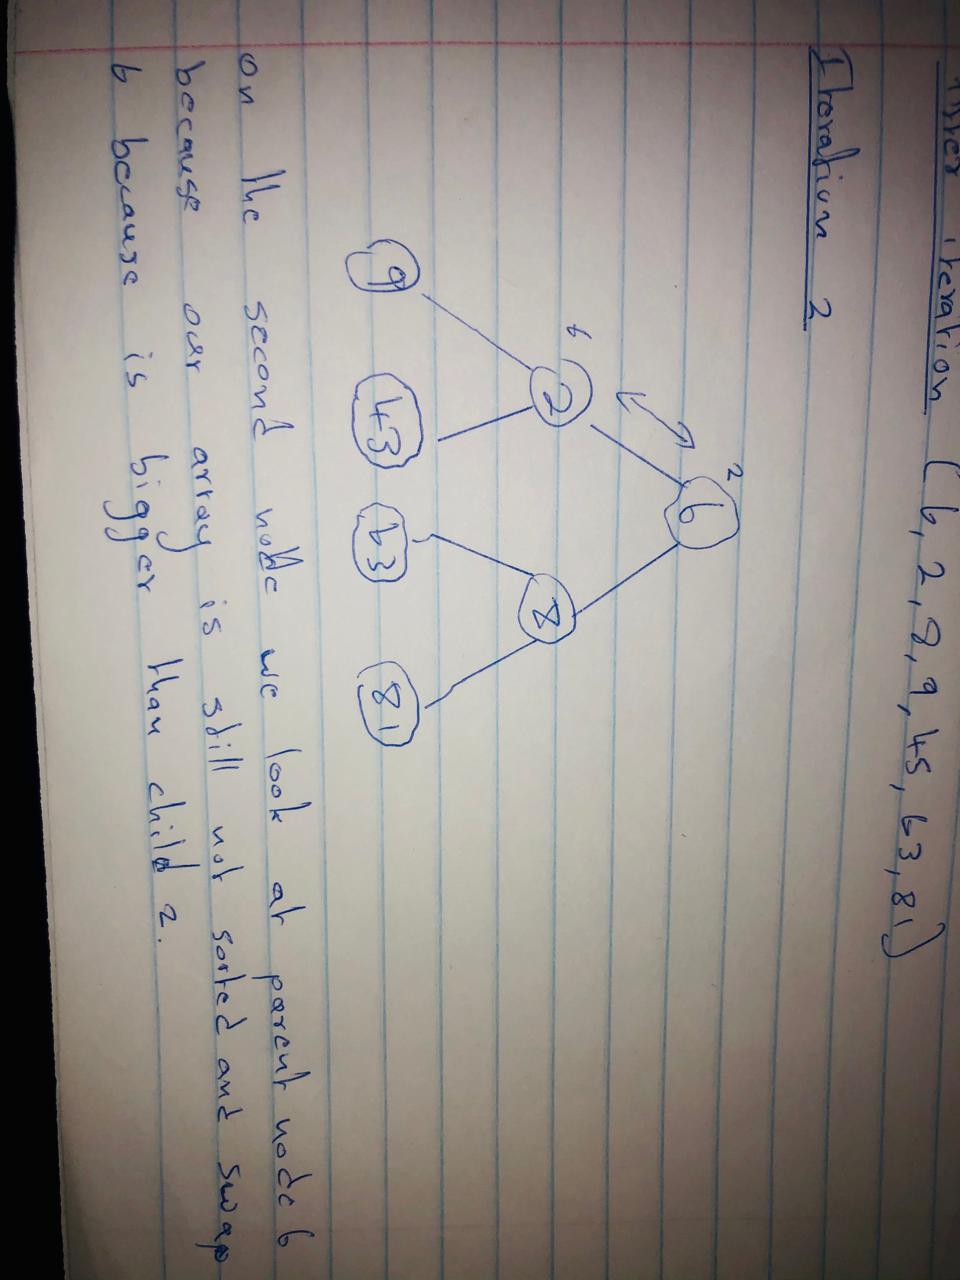 After iteration (6, 2, 8, 9, 45, 63, 81)
Iteration 2
2
6
6
2
8
9
43
63
81
on the second node we look at parent node 6
because our array is still not sorted and swap
6 because is bigger than child 2.